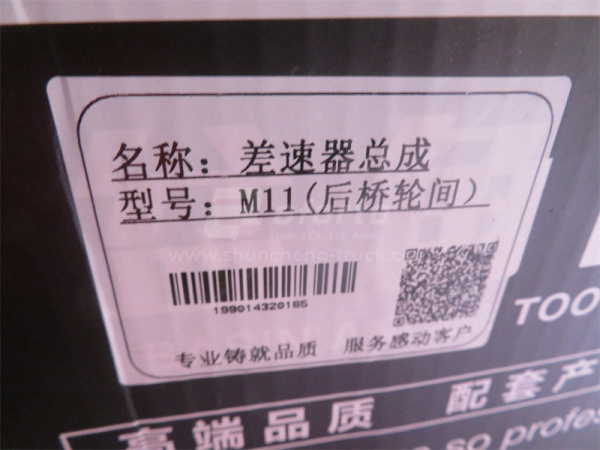 名称：差速器总成
型号：M11(后桥轮间)
www.shuncheng-truck.com
199014320165
专业铸就品质 服务感动客户
TOO
高端品质 配套产
so profes